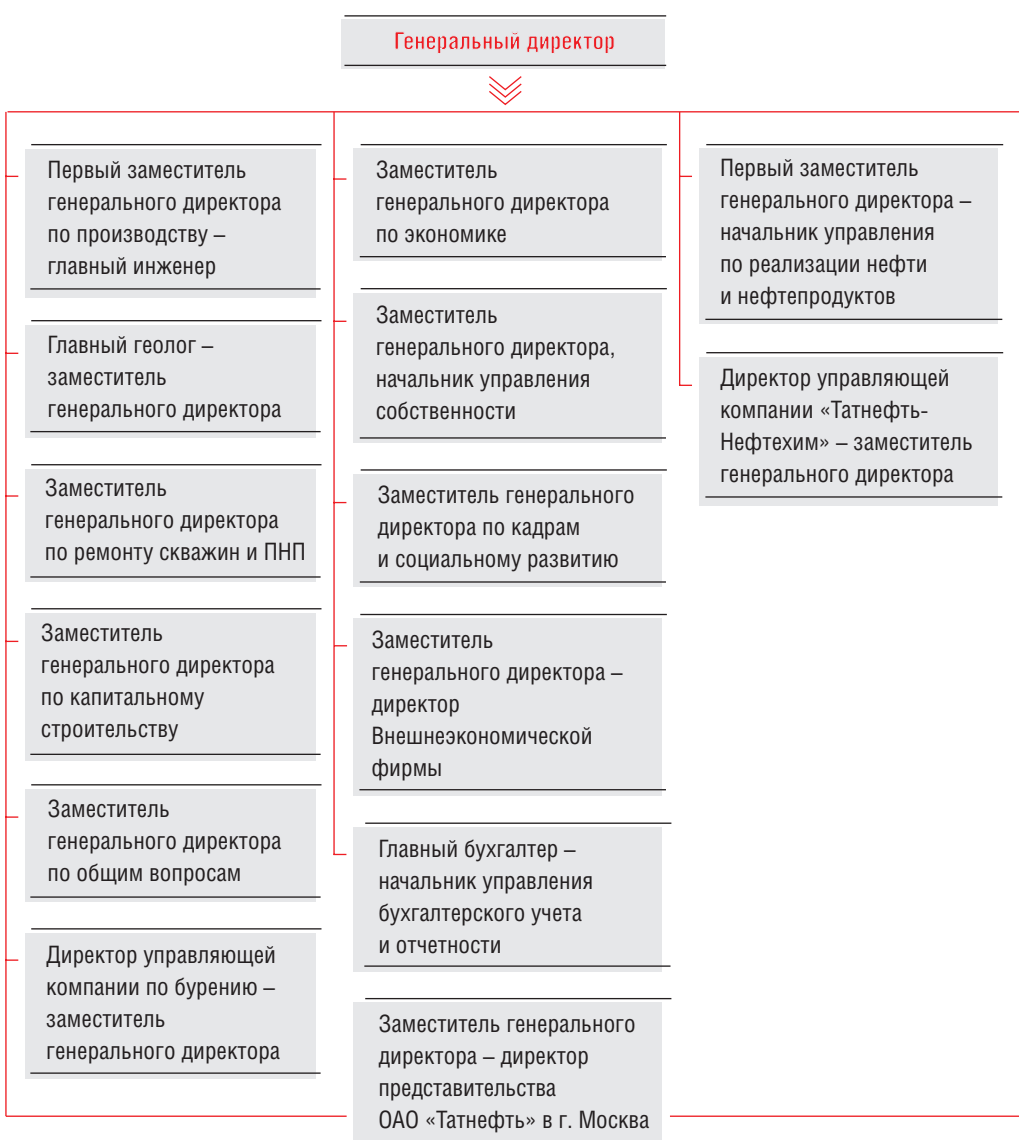 Генеральный директор
Первый заместитель
генерального директора
по производству –
главный инженер
Главный геолог –
заместитель
генерального директора
Заместитель
генерального директора
по ремонту скважин и ПНП
Заместитель
генерального директора
по капитальному
строительству
Заместитель
генерального директора
по общим вопросам
Директор управляющей
компании по бурению –
заместитель
генерального директора
Заместитель
генерального директора
по экономике
Заместитель
генерального директора,
начальник управления
собственности
Заместитель генерального
директора по кадрам
и социальному развитию
Заместитель
генерального директора –
директор
Внешнеэкономической
фирмы
Главный бухгалтер –
начальник управления
бухгалтерского учета
и отчетности
Заместитель генерального
директора – директор
представительства
ОАО «Татнефть» в г. Москва
Первый заместитель
генерального директора –
начальник управления
по реализации нефти
и нефтепродуктов
Директор управляющей
компании «Татнефть-
Нефтехим» – заместитель
генерального директора